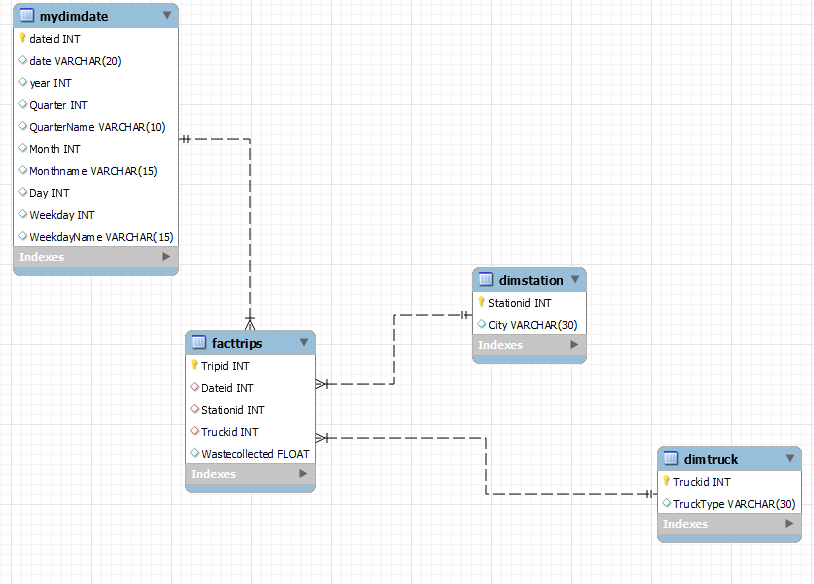 mydimdate
dateid INT
date VARCHAR(20)
year INT
Quarter INT
QuarterName VARCHAR(10)
Month INT
Monthname VARCHAR(15)
Day INT
Weekday INT
WeekdayName VARCHAR(15)
Indexes
dimstation
Stationid INT
City VARCHAR(30)
Indexes
facttrips
Tripid INT
Dateid INT
Stationid INT
Truckid INT
Wastecollected FLOAT
Indexes
dimtruck
Truckid INT
TruckType VARCHAR(30)
Indexes